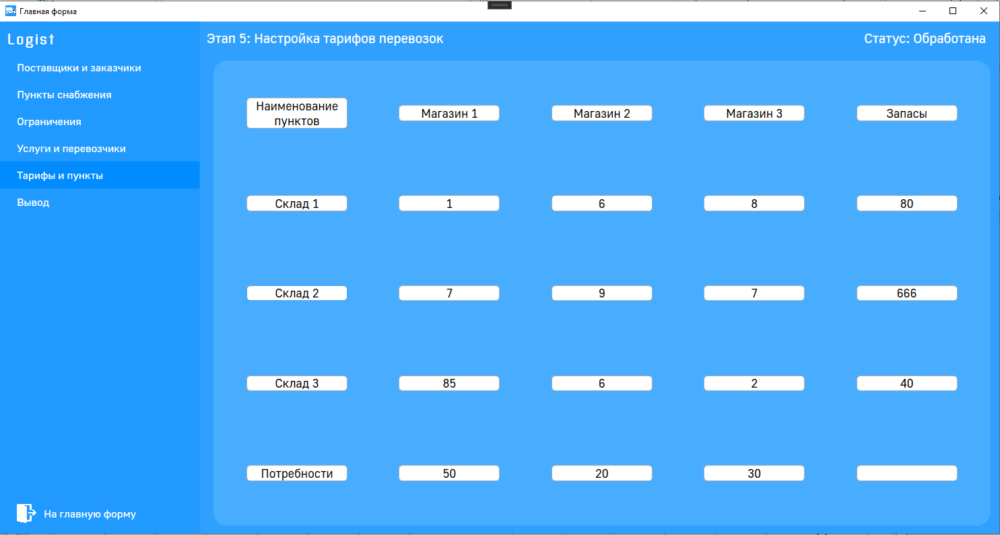 Главная форма
Logist
Этап 5: Настройка тарифов перевозок
Статус: Обработана
Поставщики и заказчики
Пункты снабжения
Ограничения
Услуги и перевозчики
Тарифы и пункты
Вывод
На главную форму
Наименование
пунктов
Магазин 1
Магазин 2
Магазин 3
Запасы
Склад 1
1
6
8
80
Склад 2
7
9
7
666
Склад 3
85
6
2
40
Потребности
50
20
30